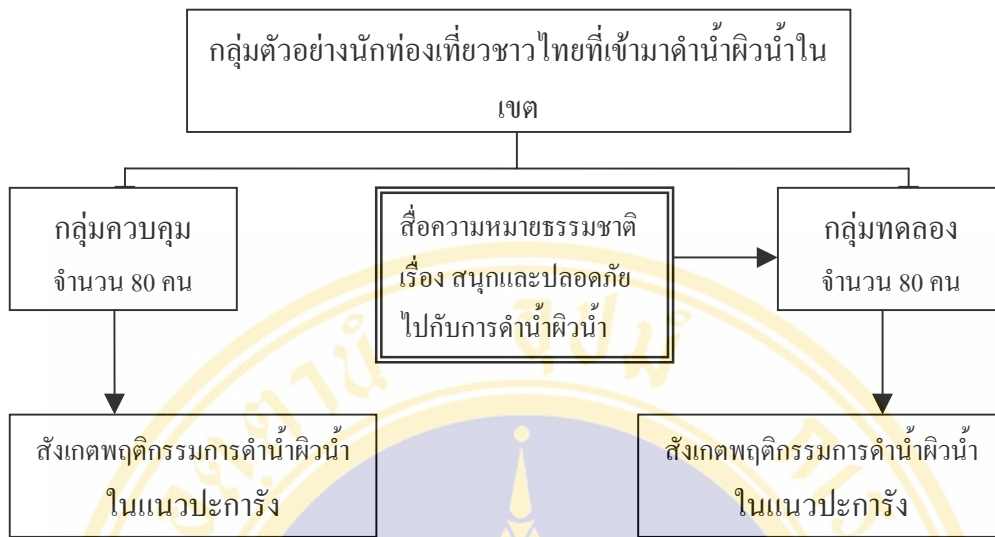 กลุ่มตัวอย่างนักท่องเที่ยวชาวไทยที่เข้ามาดำน้ำผิวน้ำใน
เขต
กลุ่มควบคุม
จำนวน 80 คน
สื่อความหมายธรรมชาติ
เรื่อง สนุกและปลอดภัย
ไปกับการดำน้ำผิวน้ำ
กลุ่มทดลอง
จำนวน 80 คน
สังเกตพฤติกรรมการดำน้ำผิวน้ำ
ในแนวปะการัง
สังเกตพฤติกรรมการดำน้ำผิวน้ำ
ในแนวปะการัง